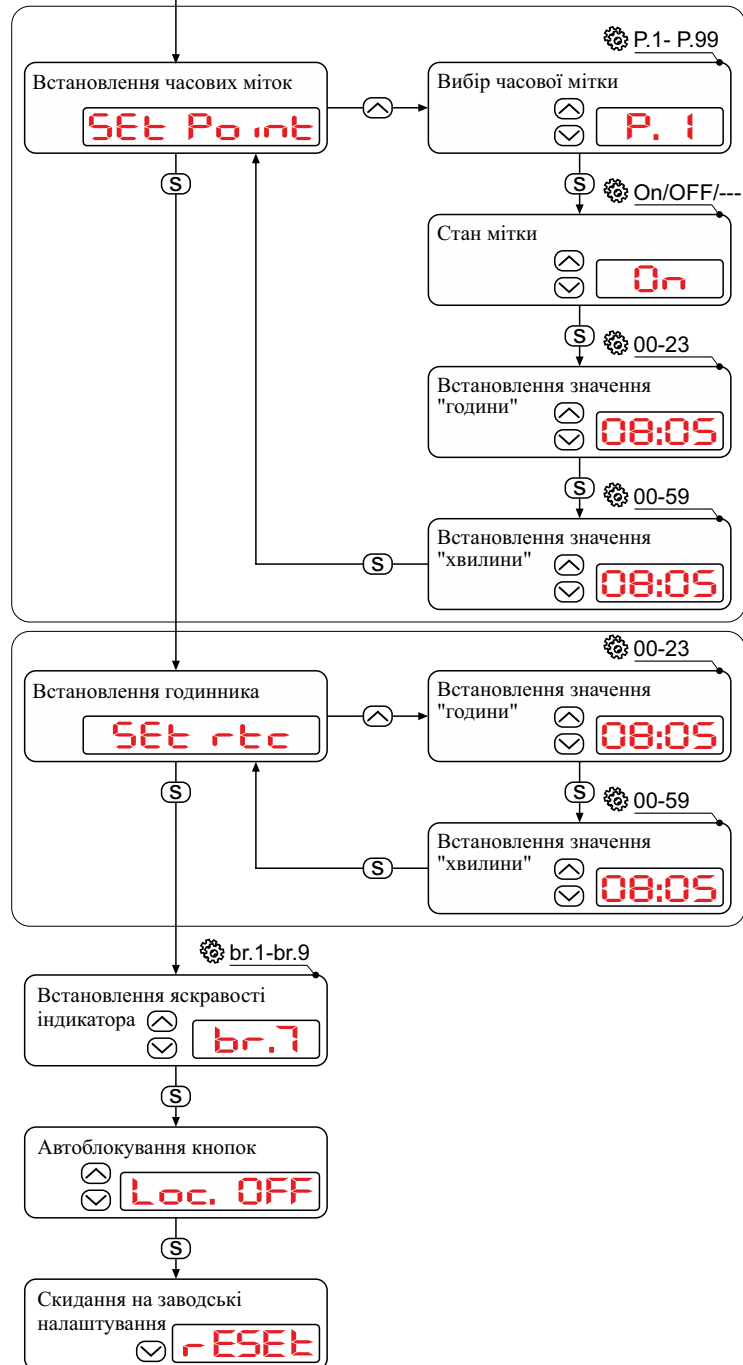 P.1- P.99
Встановлення часових міток
SEt Point
Вибір часової мітки
P. 1
S
S
On/OFF/---
Стан мітки
On
S
00-23
Встановлення значення
"години"
08:05
S
00-59
Встановлення значення
"хвилини"
08:05
S
00-23
Встановлення годинника
SEt rtc
Встановлення значення
"години"
08:05
S
S
00-59
Встановлення значення
"хвилини"
08:05
S
br.1-br.9
Встановлення яскравості
індикатора
br.7
S
Автоблокування кнопок
Loc. OFF
S
Скидання на заводські
налаштування
rESEt